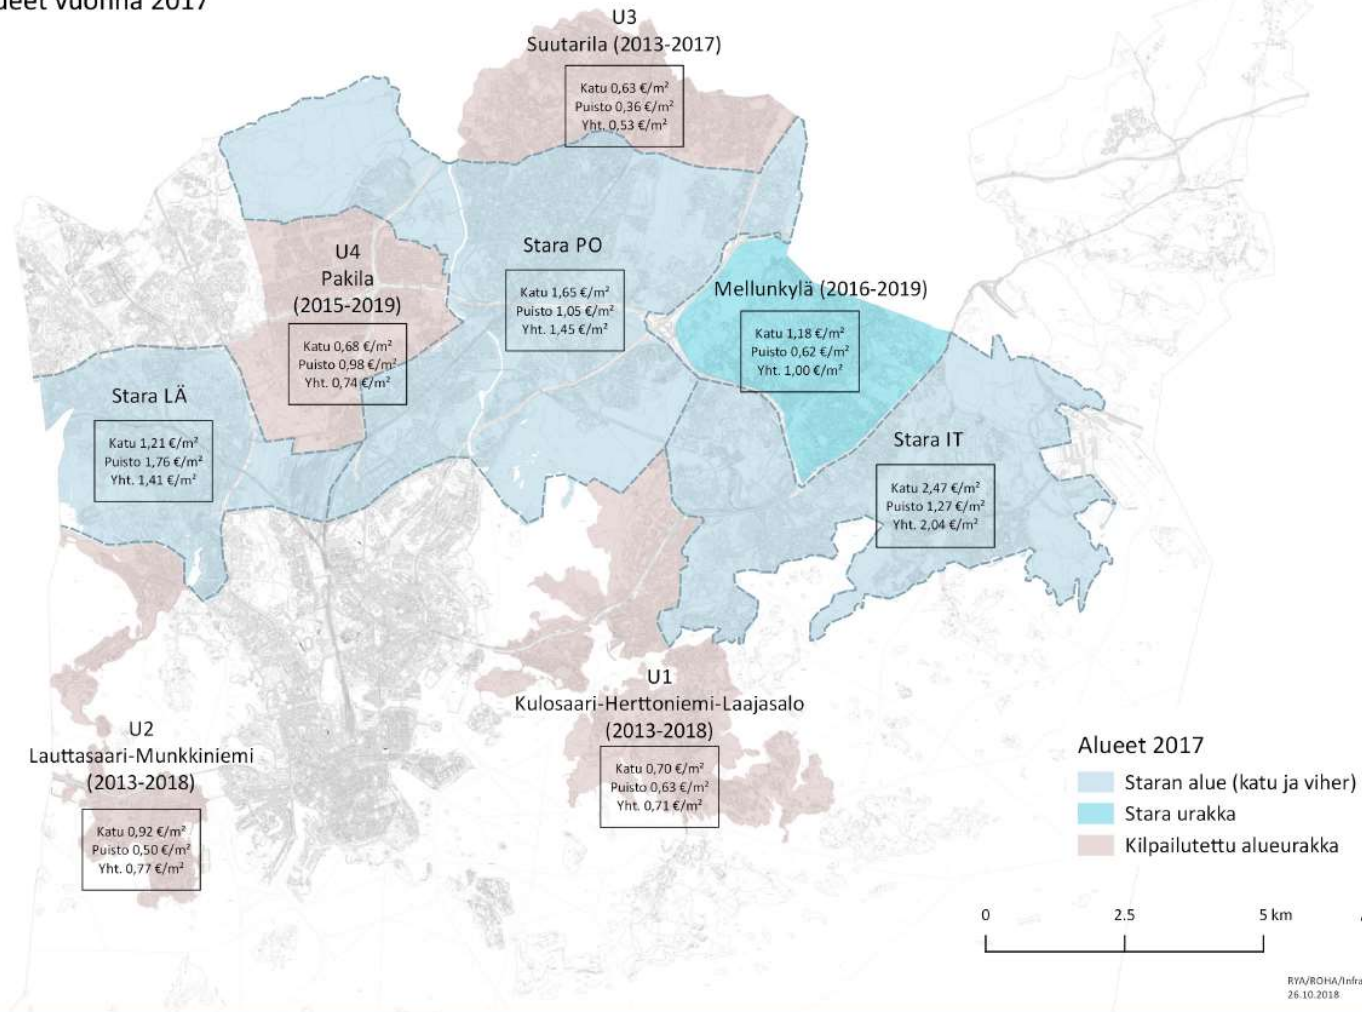 vuonna 2017
U3
Suutarila (2013-2017)
Katu 0,63 €/m²
Puisto 0,36 €/m²
Yht. 0,53 €/m²
U4
Pakila
(2015-2019)
Katu 0,68 €/m²
Puisto 0,98 €/m²
Yht. 0,74 €/m²
Stara PO
Katu 1,65 €/m²
Puisto 1,05 €/m²
Yht. 1,45 €/m²
Mellunkylä (2016-2019)
Katu 1,18 €/m²
Puisto 0,62 €/m²
Yht. 1,00 €/m²
Stara LÄ
Katu 1,21 €/m²
Puisto 1,76 €/m²
Yht. 1,41 €/m²
Stara IT
Katu 2,47 €/m²
Puisto 1,27 €/m²
Yht. 2,04 €/m²
U1
Kulosaari-Herttoniemi-Laajasalo
(2013-2018)
Katu 0,70 €/m²
Puisto 0,63 €/m²
Yht. 0,71 €/m²
U2
Lauttasaari-Munkkiniemi
(2013-2018)
Katu 0,92 €/m²
Puisto 0,50 €/m²
Yht. 0,77 €/m²
Alueet 2017
Staran alue (katu ja viher)
Stara urakka
Kilpailutettu alueurakka
0 2.5 5 km
RYA/ROHA/Infra
26.10.2018